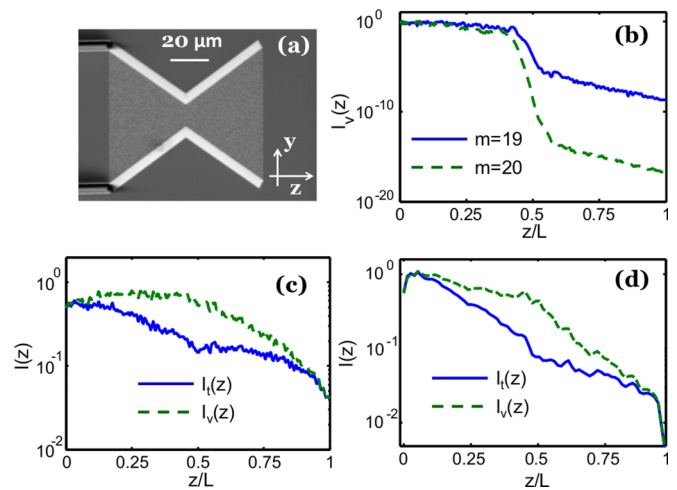 20 µm
(a)
y
z
(b)
I_v(z)
10^0
10^-10
10^-20
m=19
m=20
0 0.25 0.5 0.75 1
z/L
(c)
I(z)
10^0
10^-1
10^-2
I_t(z)
I_v(z)
0 0.25 0.5 0.75 1
z/L
(d)
I(z)
10^0
10^-1
10^-2
I_t(z)
I_v(z)
0 0.25 0.5 0.75 1
z/L